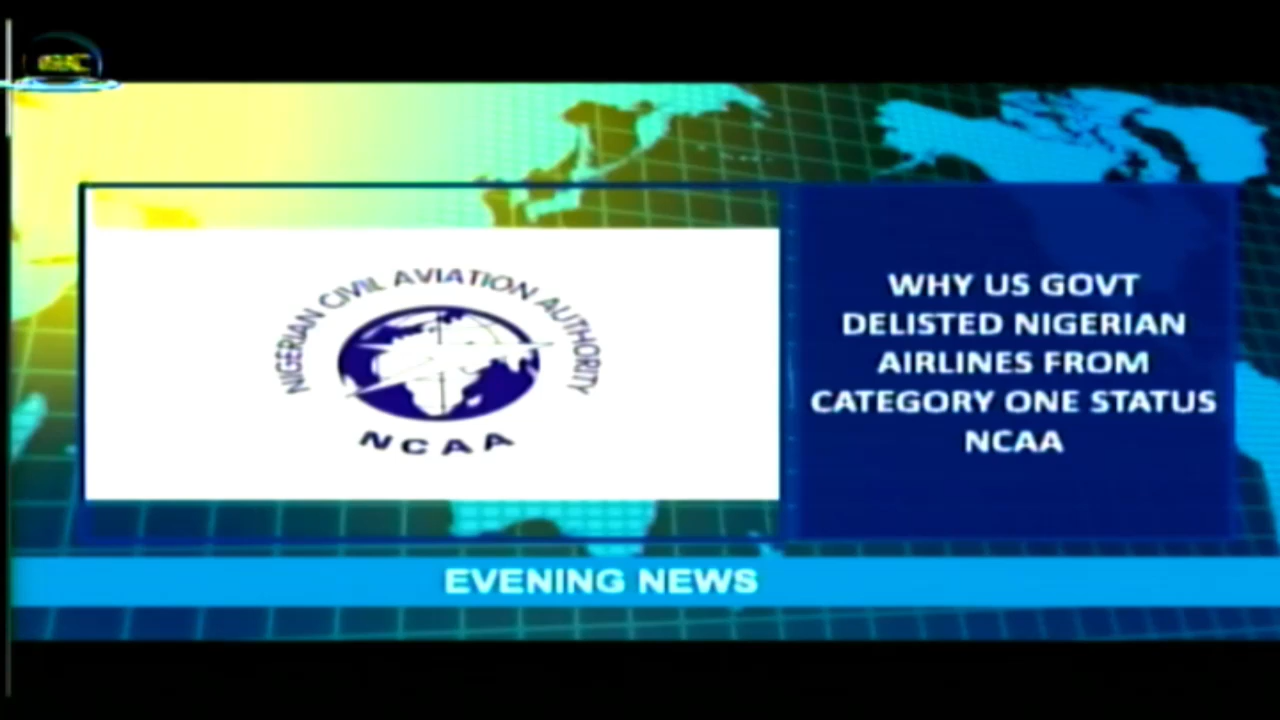 NIGERIAN CIVIL AVIATION AUTHORITY
NCAA
WHY US GOVT
DELISTED NIGERIAN
AIRLINES FROM
CATEGORY ONE STATUS
NCAA
EVENING NEWS